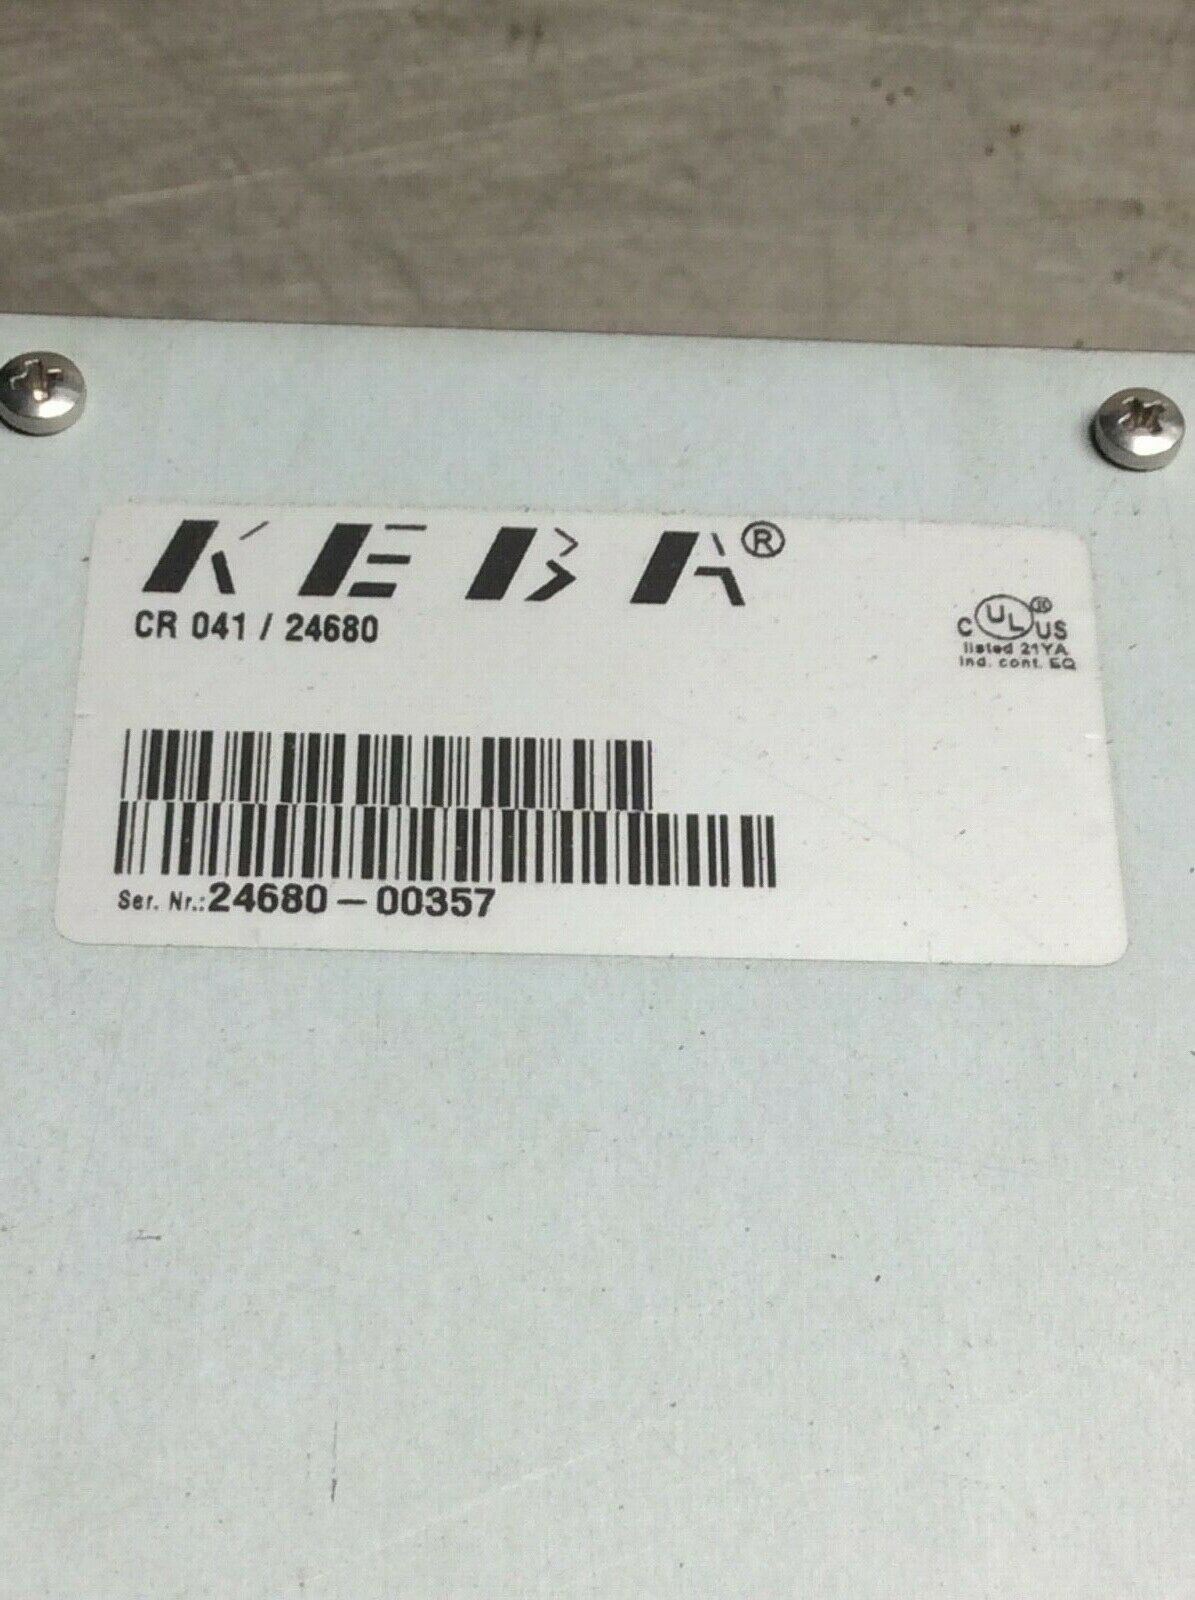 KEBA®
CR 041 / 24680
C UL US
listed 21YA
Ind. cont. EQ
Ser. Nr.: 24680-00357